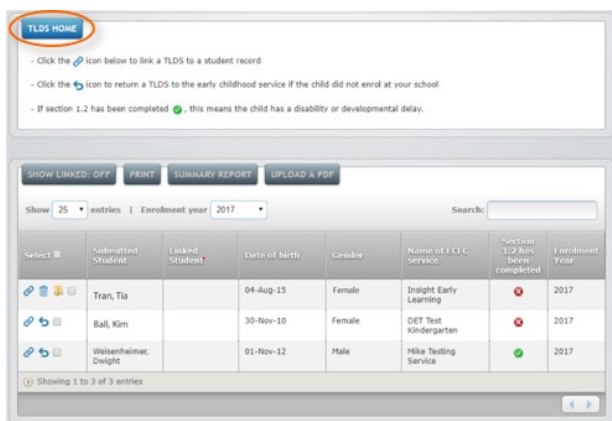 TLDS HOME
- Click the icon below to link a TLDS to a student record
- Click the icon to return a TLDS to the early childhood service if the child did not enrol at your school
- If section 1.2 has been completed , this means the child has a disability or developmental delay.
SHOW LINKED: OFF PRINT SUMMARY REPORT UPLOAD A PDF
Show 25 entries | Enrolment year 2017 Search:
Select Submitted Student Linked Student* Date of birth Gender Name of ECEC service Section 1.2 has been completed Enrolment Year
Tran, Tia 04-Aug-15 Female Insight Early Learning 2017
Ball, Kim 30-Nov-10 Female DET Test Kindergarten 2017
Weisenheimer, Dwight 01-Nov-12 Male Mike Testing Service 2017
Showing 1 to 3 of 3 entries